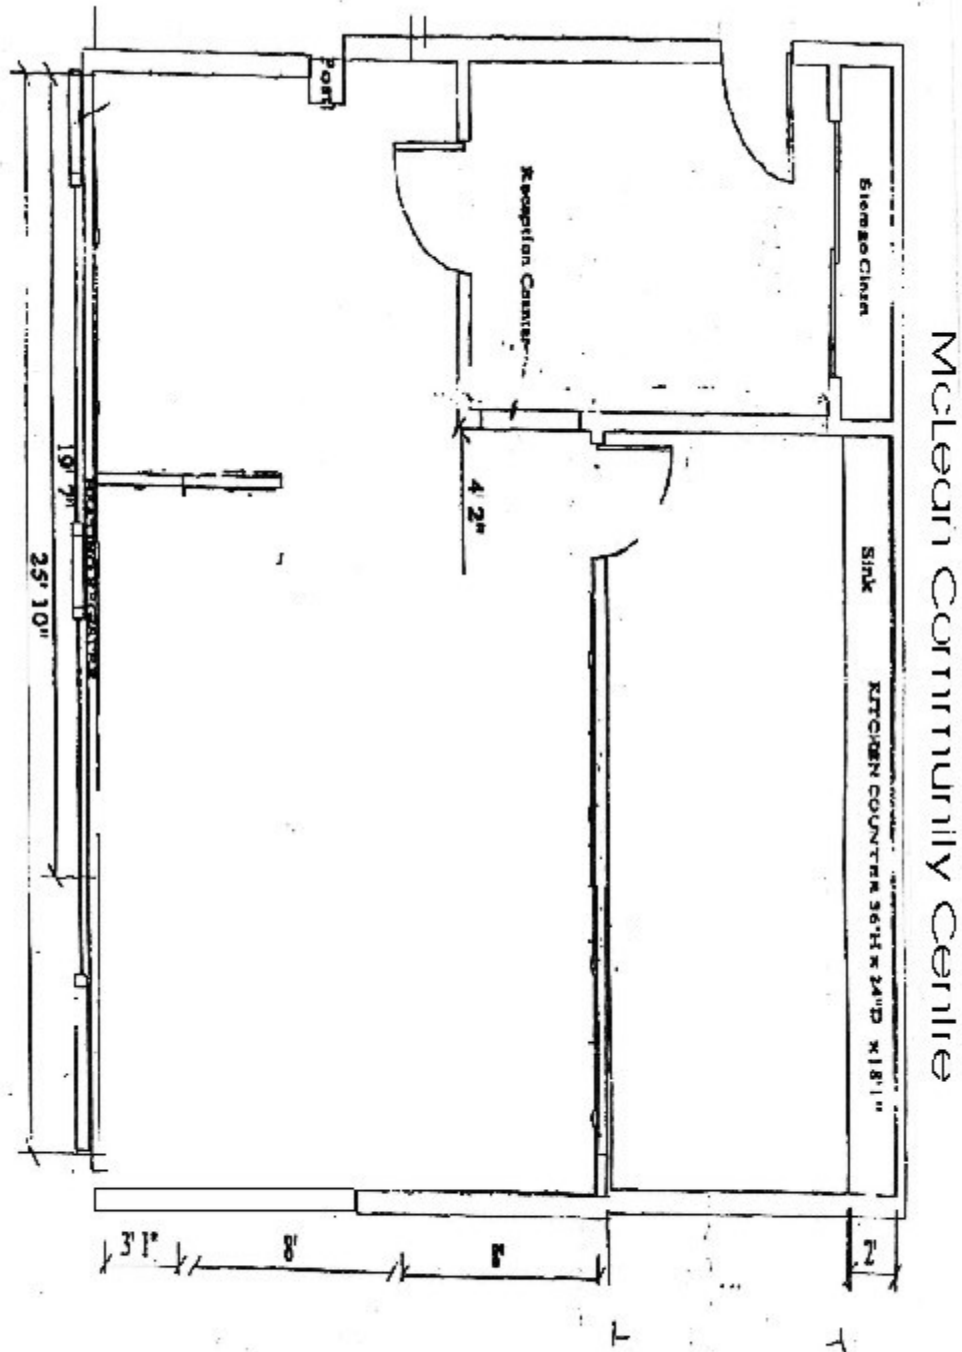 McLean Community Centre
Storage Closet
Sink
KITCHEN COUNTER 36"H x 24"D x 18'1"
Reception Counter
Post
4' 2"
19' 7"
25' 10"
3' 1"
8'
2'